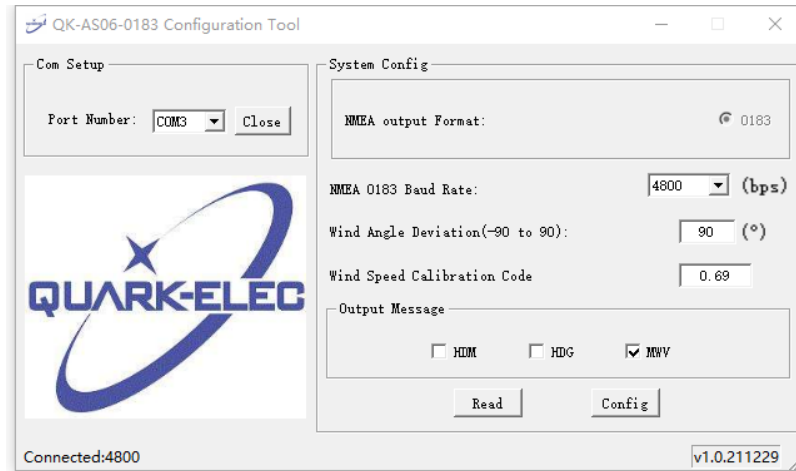 QK-AS06-0183 Configuration Tool
Com Setup
Port Number: COM3 Close
QUARK-ELEC
System Config
NMEA output Format: 0183
NMEA 0183 Baud Rate: 4800 (bps)
Wind Angle Deviation(-90 to 90): 90 (°)
Wind Speed Calibration Code 0.69
Output Message
HDM HDG MWV
Read Config
Connected:4800 v1.0.211229